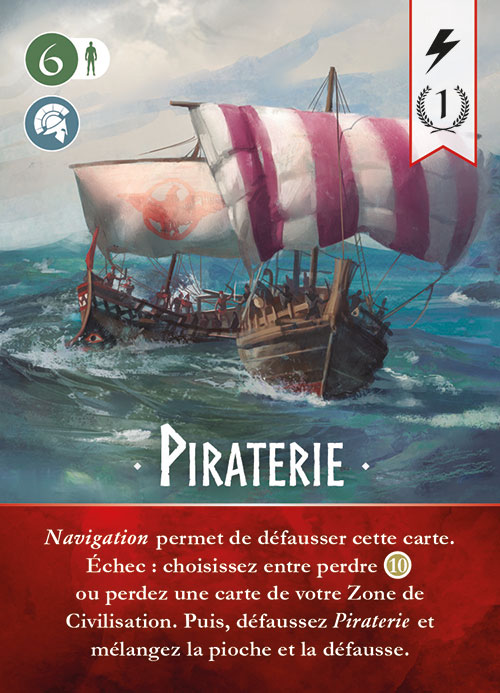 6
1
· PIRATERIE ·
Navigation permet de défausser cette carte.
Échec : choisissez entre perdre 10
ou perdez une carte de votre Zone de
Civilisation. Puis, défaussez Piraterie et
mélangez la pioche et la défausse.